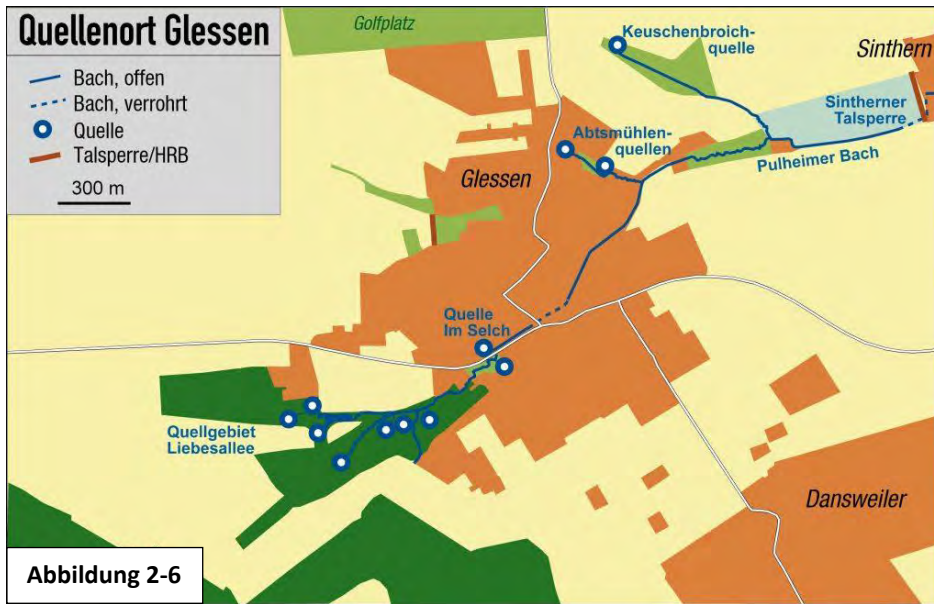 Quellenort Glessen
Bach, offen
Bach, verrohrt
Quelle
Talsperre/HRB
300 m
Golfplatz
Keuschenbroich-
quelle
Sinthern
Sintherner
Talsperre
Abtsmühlen-
quellen
Pulheimer Bach
Glessen
Quelle
Im Selch
Quellgebiet
Liebesallee
Dansweiler
Abbildung 2-6